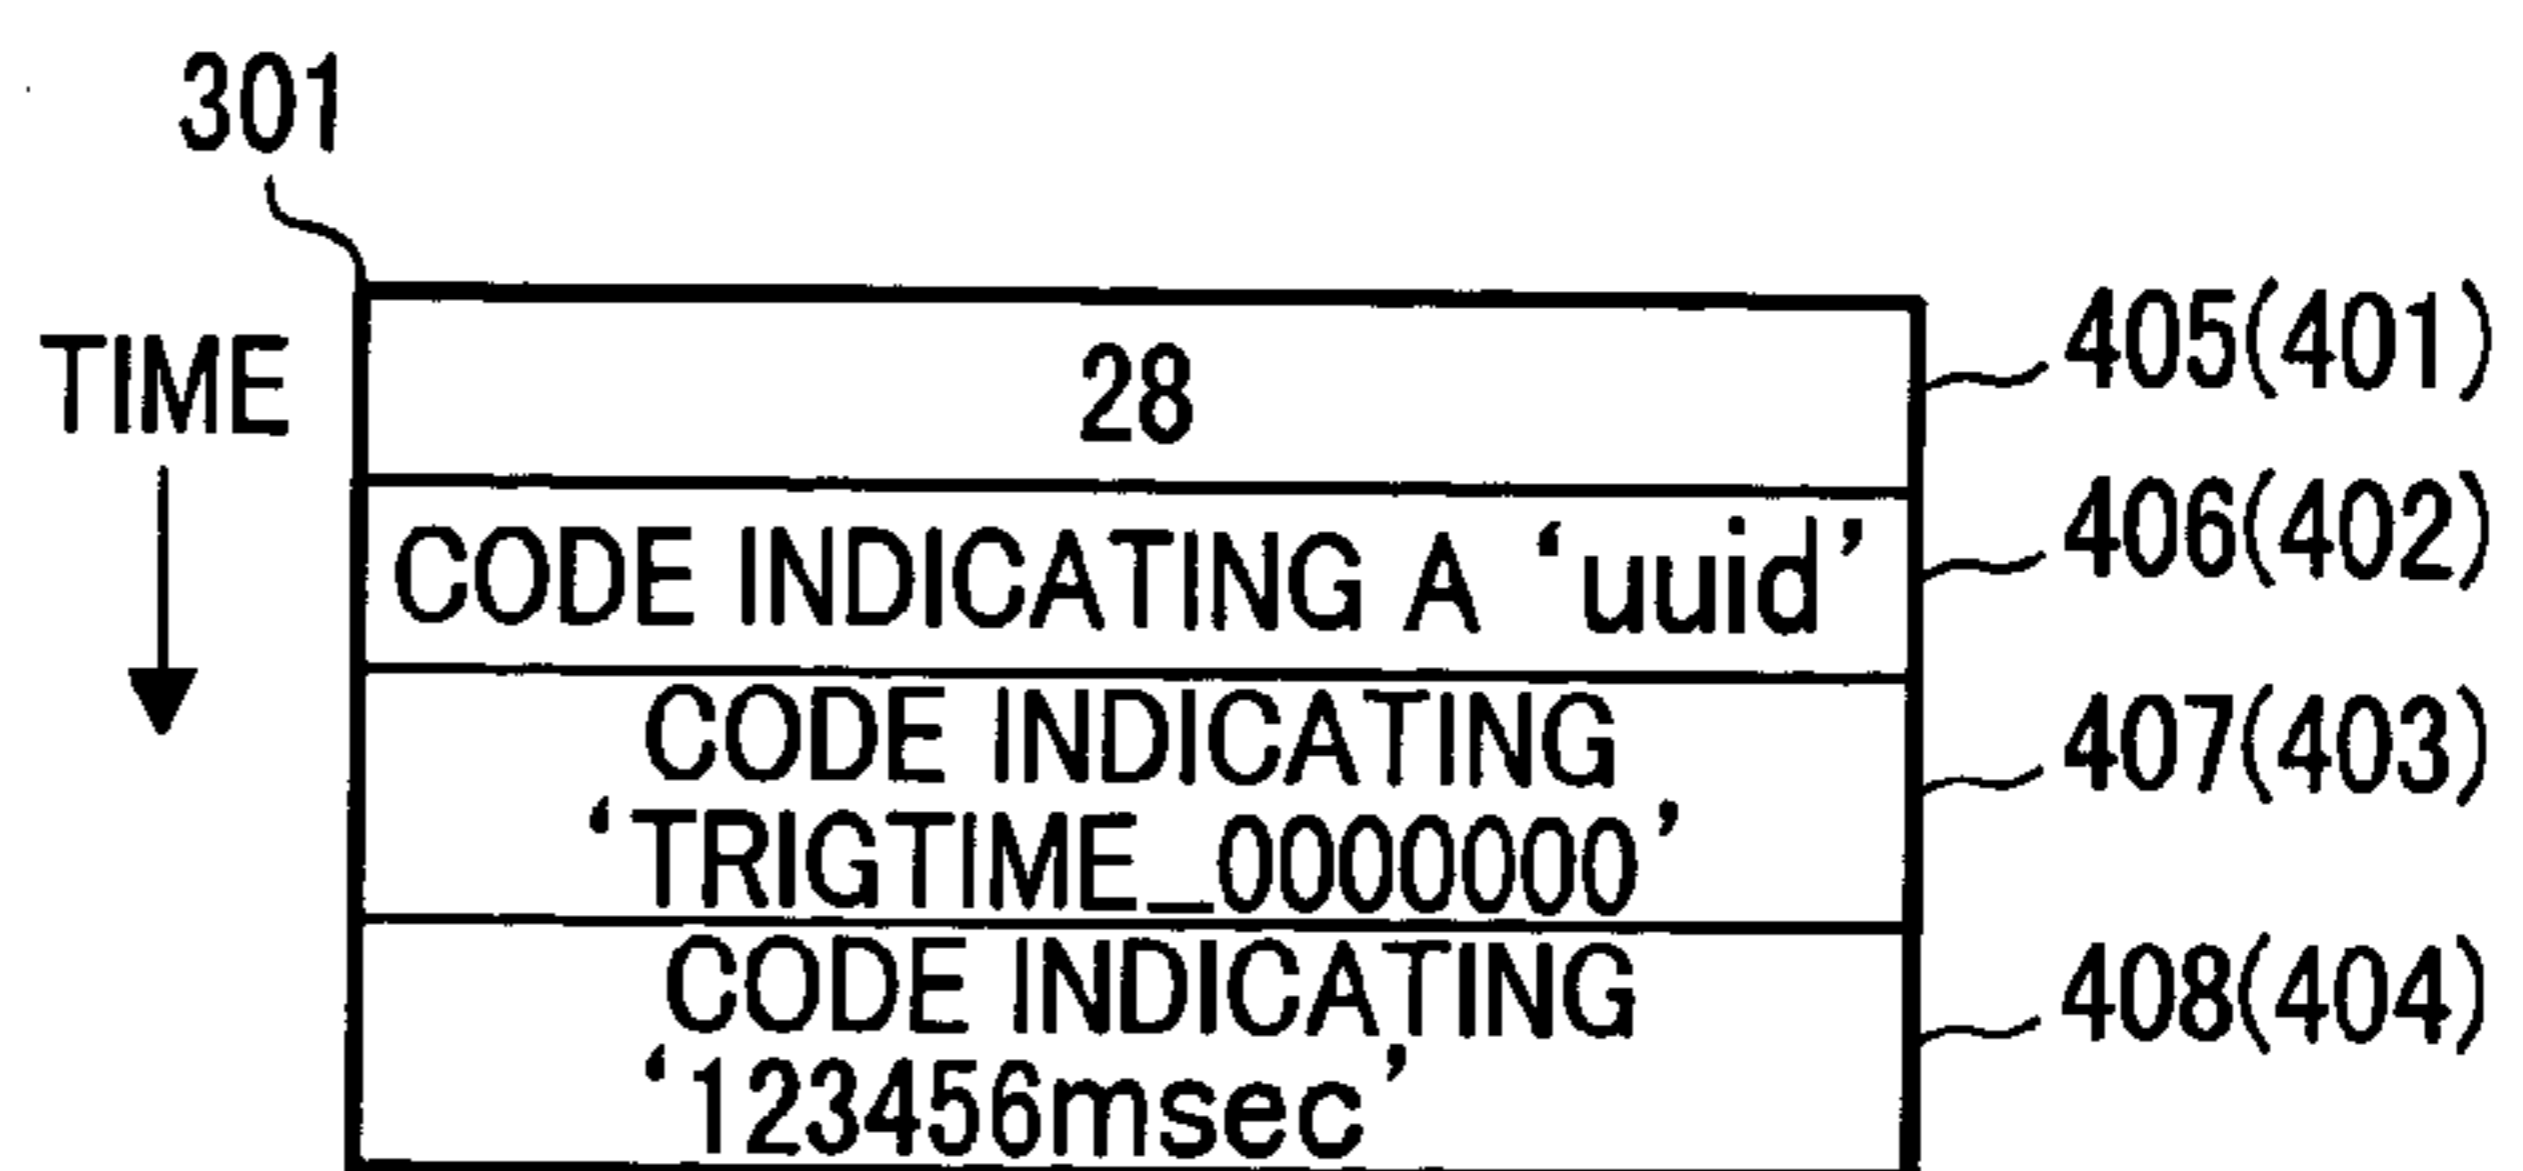 301
TIME
28
405(401)
CODE INDICATING A ‘uuid’
406(402)
CODE INDICATING
‘TRIGTIME_0000000’
407(403)
CODE INDICATING
‘123456msec’
408(404)